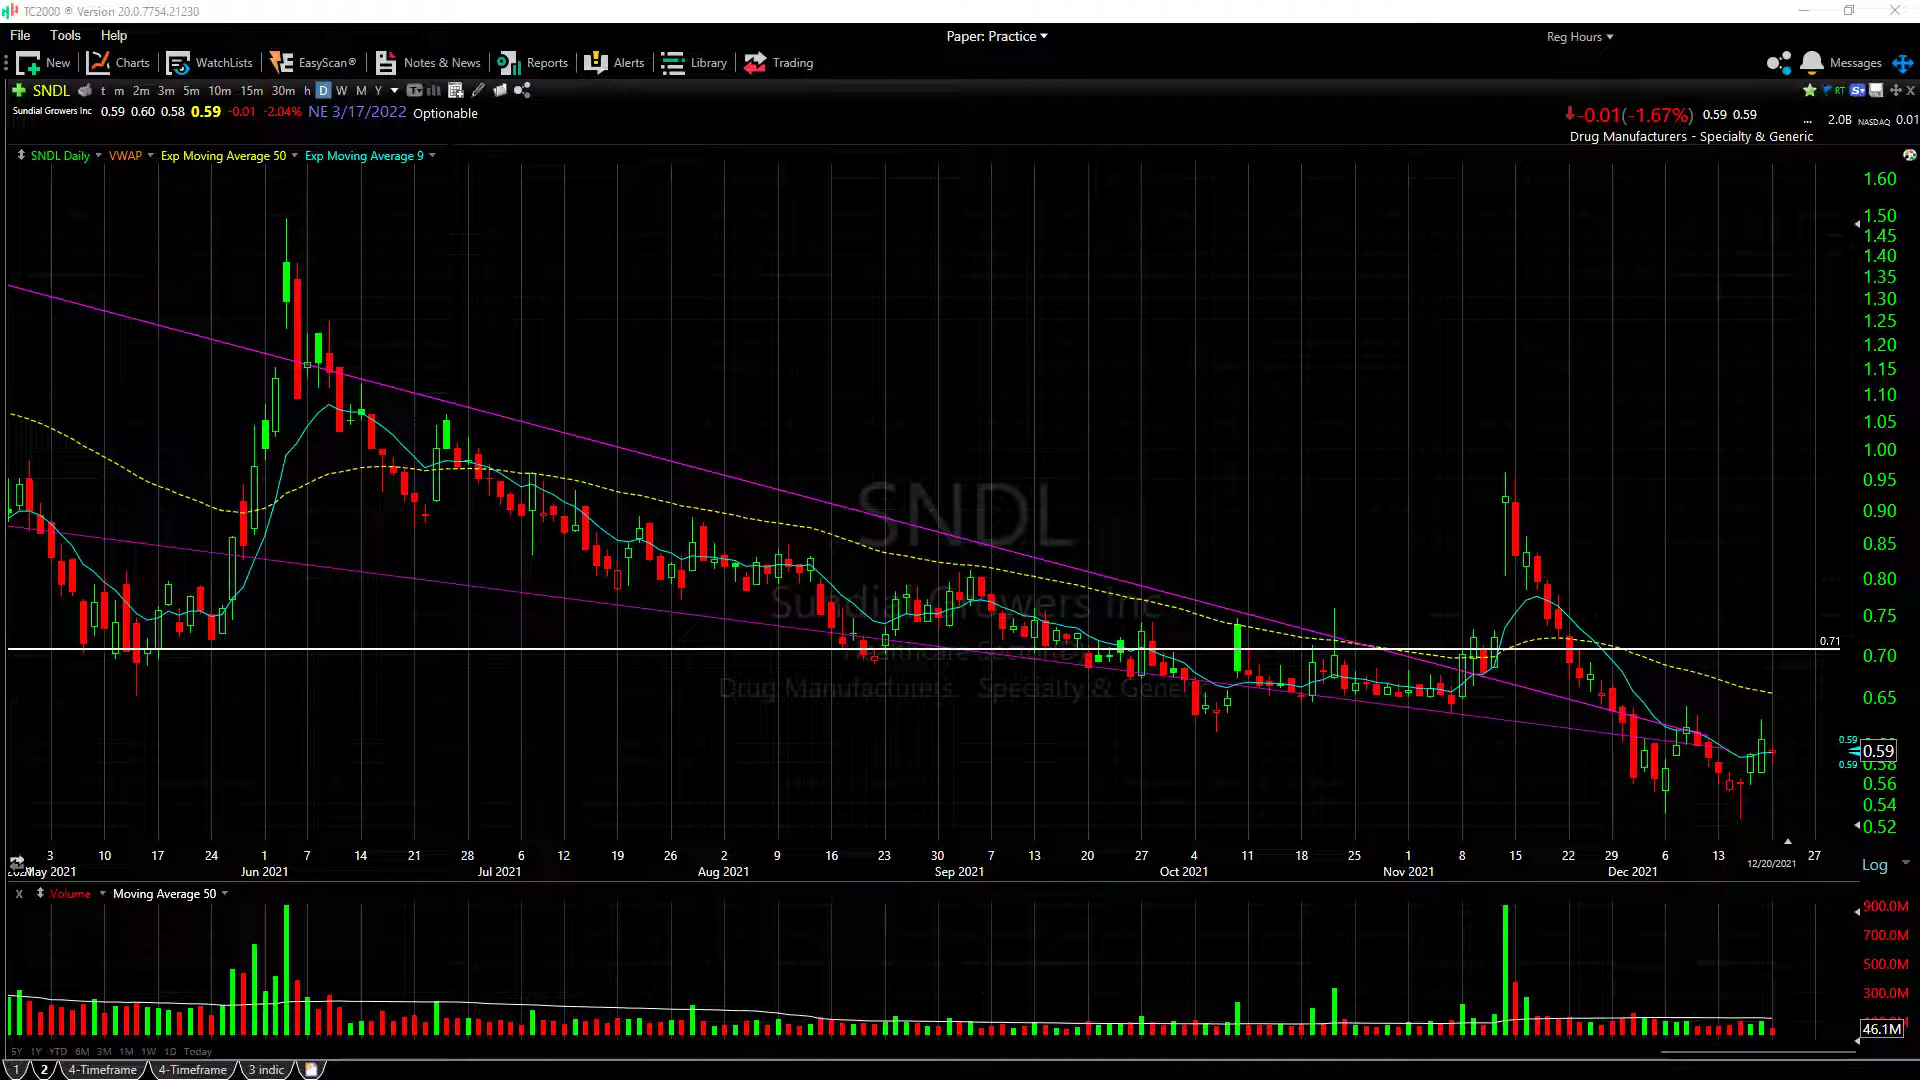 TC2000 ® Version 20.0.7754.21230
File Tools Help Paper: Practice Reg Hours
New Charts WatchLists EasyScan® Notes & News Reports Alerts Library Trading Messages
SNDL t m 2m 3m 5m 10m 15m 30m h D W M Y RT
Sundial Growers Inc 0.59 0.60 0.58 0.59 -0.01 -2.04% NE 3/17/2022 Optionable -0.01(-1.67%) 0.59 0.59 ... 2.0B NASDAQ 0.01
Drug Manufacturers - Specialty & Generic
SNDL Daily VWAP Exp Moving Average 50 Exp Moving Average 9
1.60
1.50
1.45
1.40
1.35
1.30
1.25
1.20
1.15
1.10
1.05
1.00
0.95
0.90
0.85
0.80
0.75
0.71
0.70
0.65
0.59
0.59
0.59
0.58
0.56
0.54
0.52
SNDL
Sundial Growers Inc
Drug Manufacturers - Specialty & Gene
3 10 17 24 1 7 14 21 28 6 12 19 26 2 9 16 23 30 7 13 20 27 4 11 18 25 1 8 15 22 29 6 13 12/20/2021 27
May 2021 Jun 2021 Jul 2021 Aug 2021 Sep 2021 Oct 2021 Nov 2021 Dec 2021
Log
X Volume Moving Average 50
900.0M
700.0M
500.0M
300.0M
46.1M
5Y 1Y YTD 6M 3M 1M 1W 1D Today
1 2 4-Timeframe 4-Timeframe 3 indic